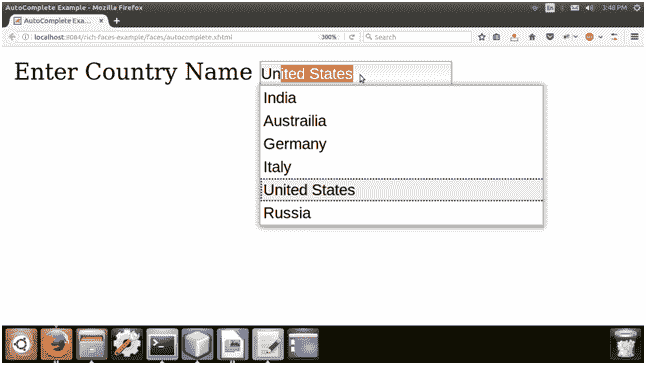 AutoComplete Example - Mozilla Firefox
En
3:48 PM
AutoComplete Exa...
localhost:8084/rich-faces-example/faces/autocomplete.xhtml
300%
Search
Enter Country Name
United States
India
Austrailia
Germany
Italy
United States
Russia